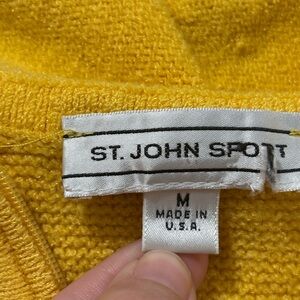 ST. JOHN SPORT
M
MADE IN
U.S.A.